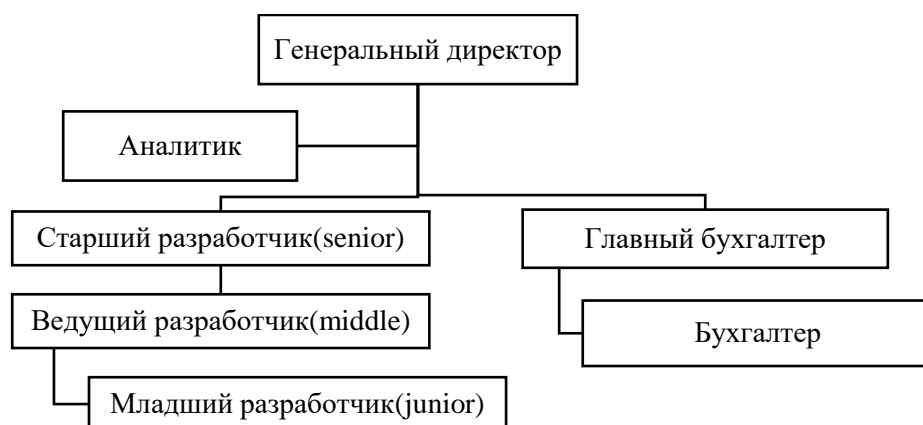 Генеральный директор
Аналитик
Старший разработчик(senior)
Главный бухгалтер
Ведущий разработчик(middle)
Бухгалтер
Младший разработчик(junior)